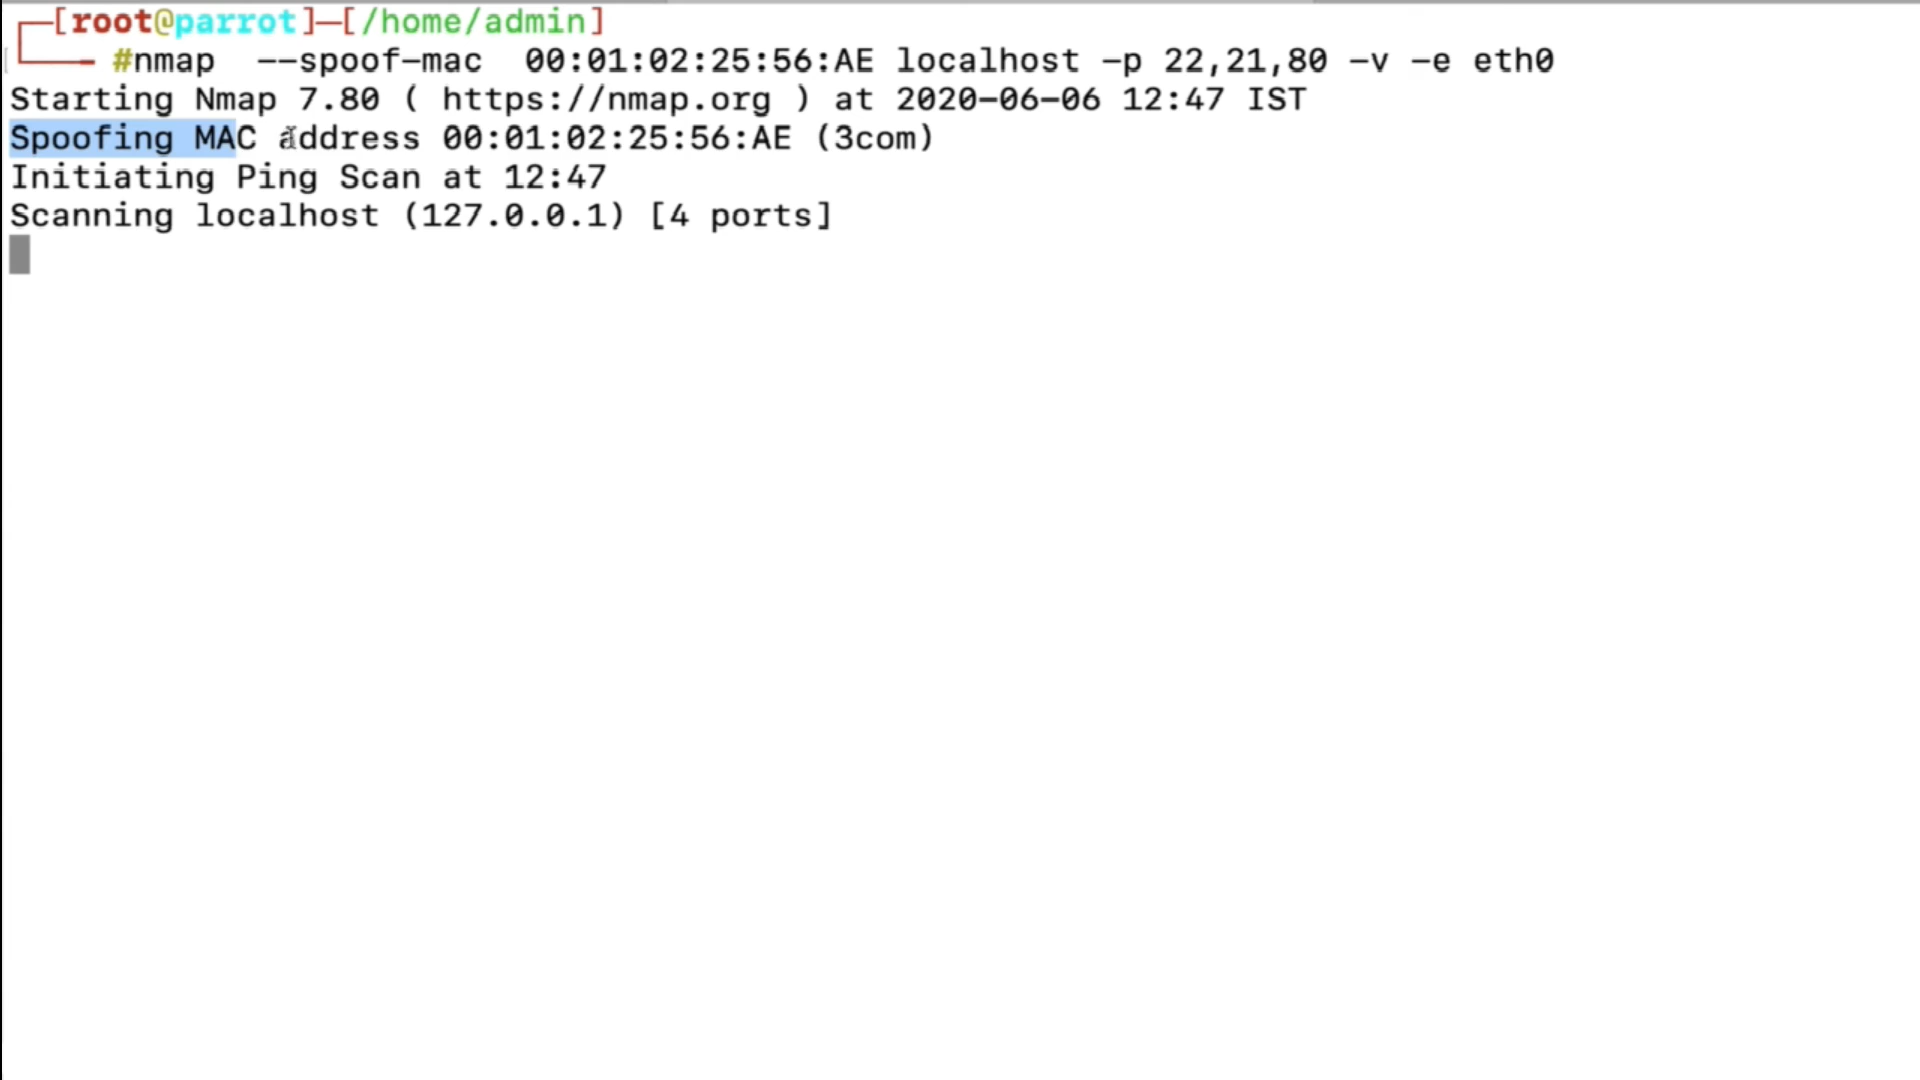 [root@parrot]─[/home/admin]
#nmap  --spoof-mac  00:01:02:25:56:AE localhost -p 22,21,80 -v -e eth0
Starting Nmap 7.80 ( https://nmap.org ) at 2020-06-06 12:47 IST
Spoofing MAC address 00:01:02:25:56:AE (3com)
Initiating Ping Scan at 12:47
Scanning localhost (127.0.0.1) [4 ports]